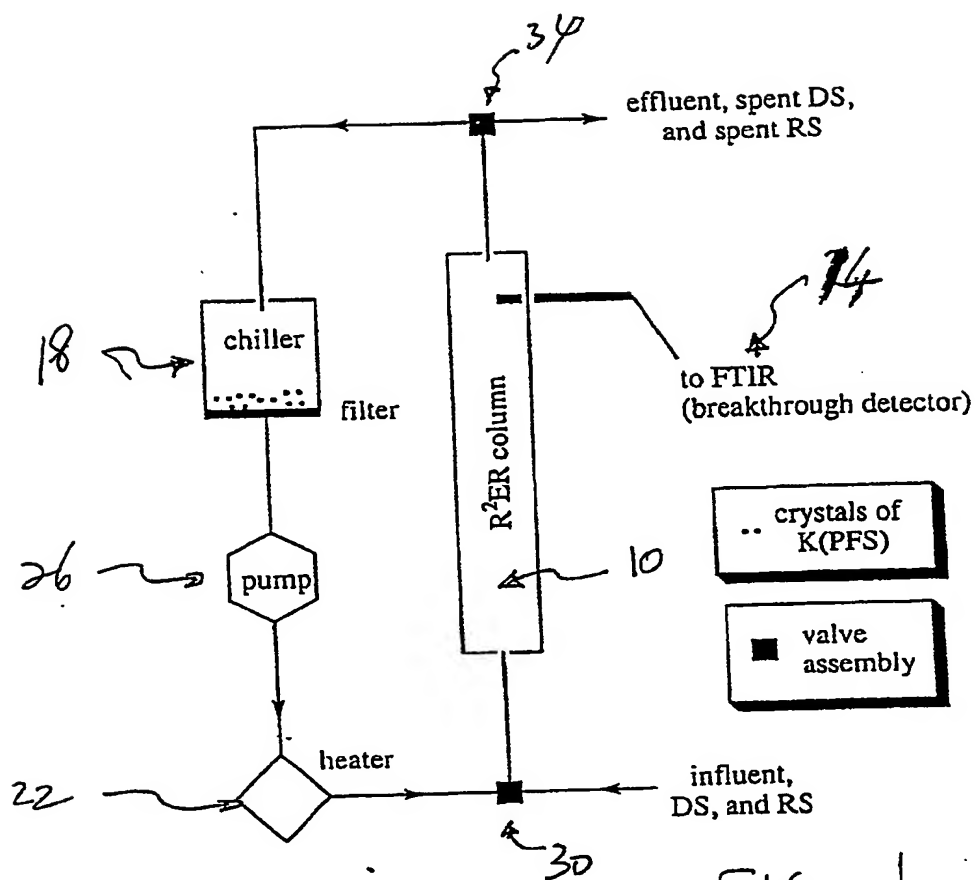 34
effluent, spent DS,
and spent RS
18
chiller
filter
14
to FTIR
(breakthrough detector)
R²ER column
crystals of
K(PFS)
26
pump
10
valve
assembly
heater
22
influent,
DS, and RS
30
FIG. 1